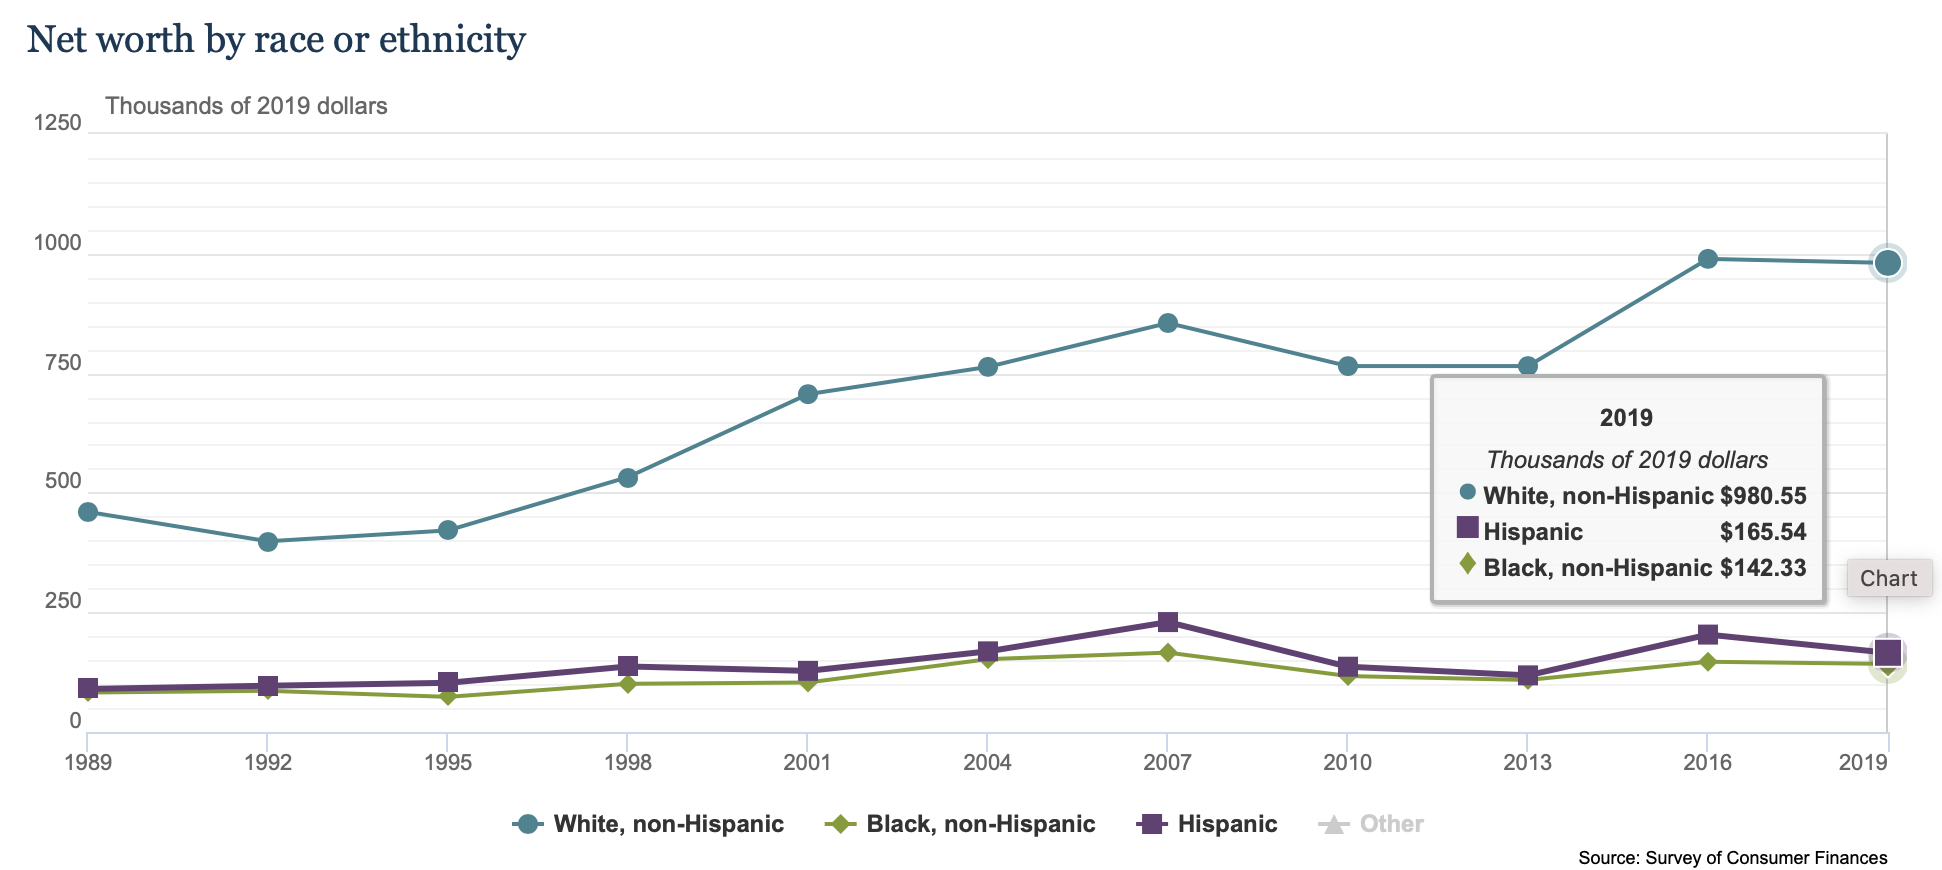 Net worth by race or ethnicity
Thousands of 2019 dollars
1250
1000
750
500
250
0
2019
Thousands of 2019 dollars
White, non-Hispanic $980.55
Hispanic $165.54
Black, non-Hispanic $142.33
Chart
1989 1992 1995 1998 2001 2004 2007 2010 2013 2016 2019
White, non-Hispanic Black, non-Hispanic Hispanic Other
Source: Survey of Consumer Finances